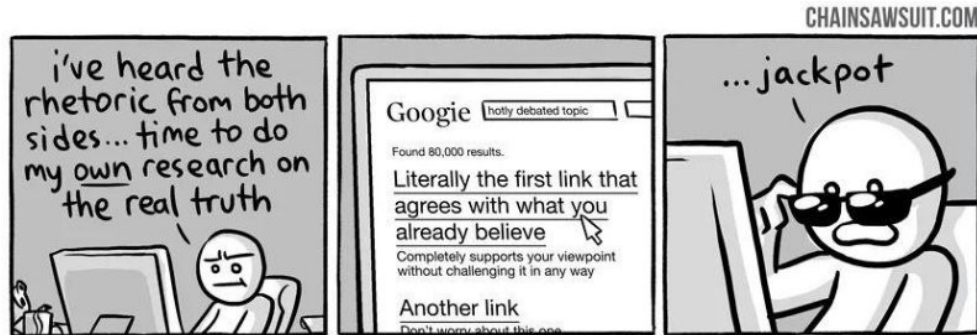 CHAINSAWSUIT.COM
i've heard the
rhetoric from both
sides... time to do
my own research on
the real truth
Googie hotly debated topic
Found 80,000 results.
Literally the first link that
agrees with what you
already believe
Completely supports your viewpoint
without challenging it in any way
Another link
Don't worry about this one
...jackpot